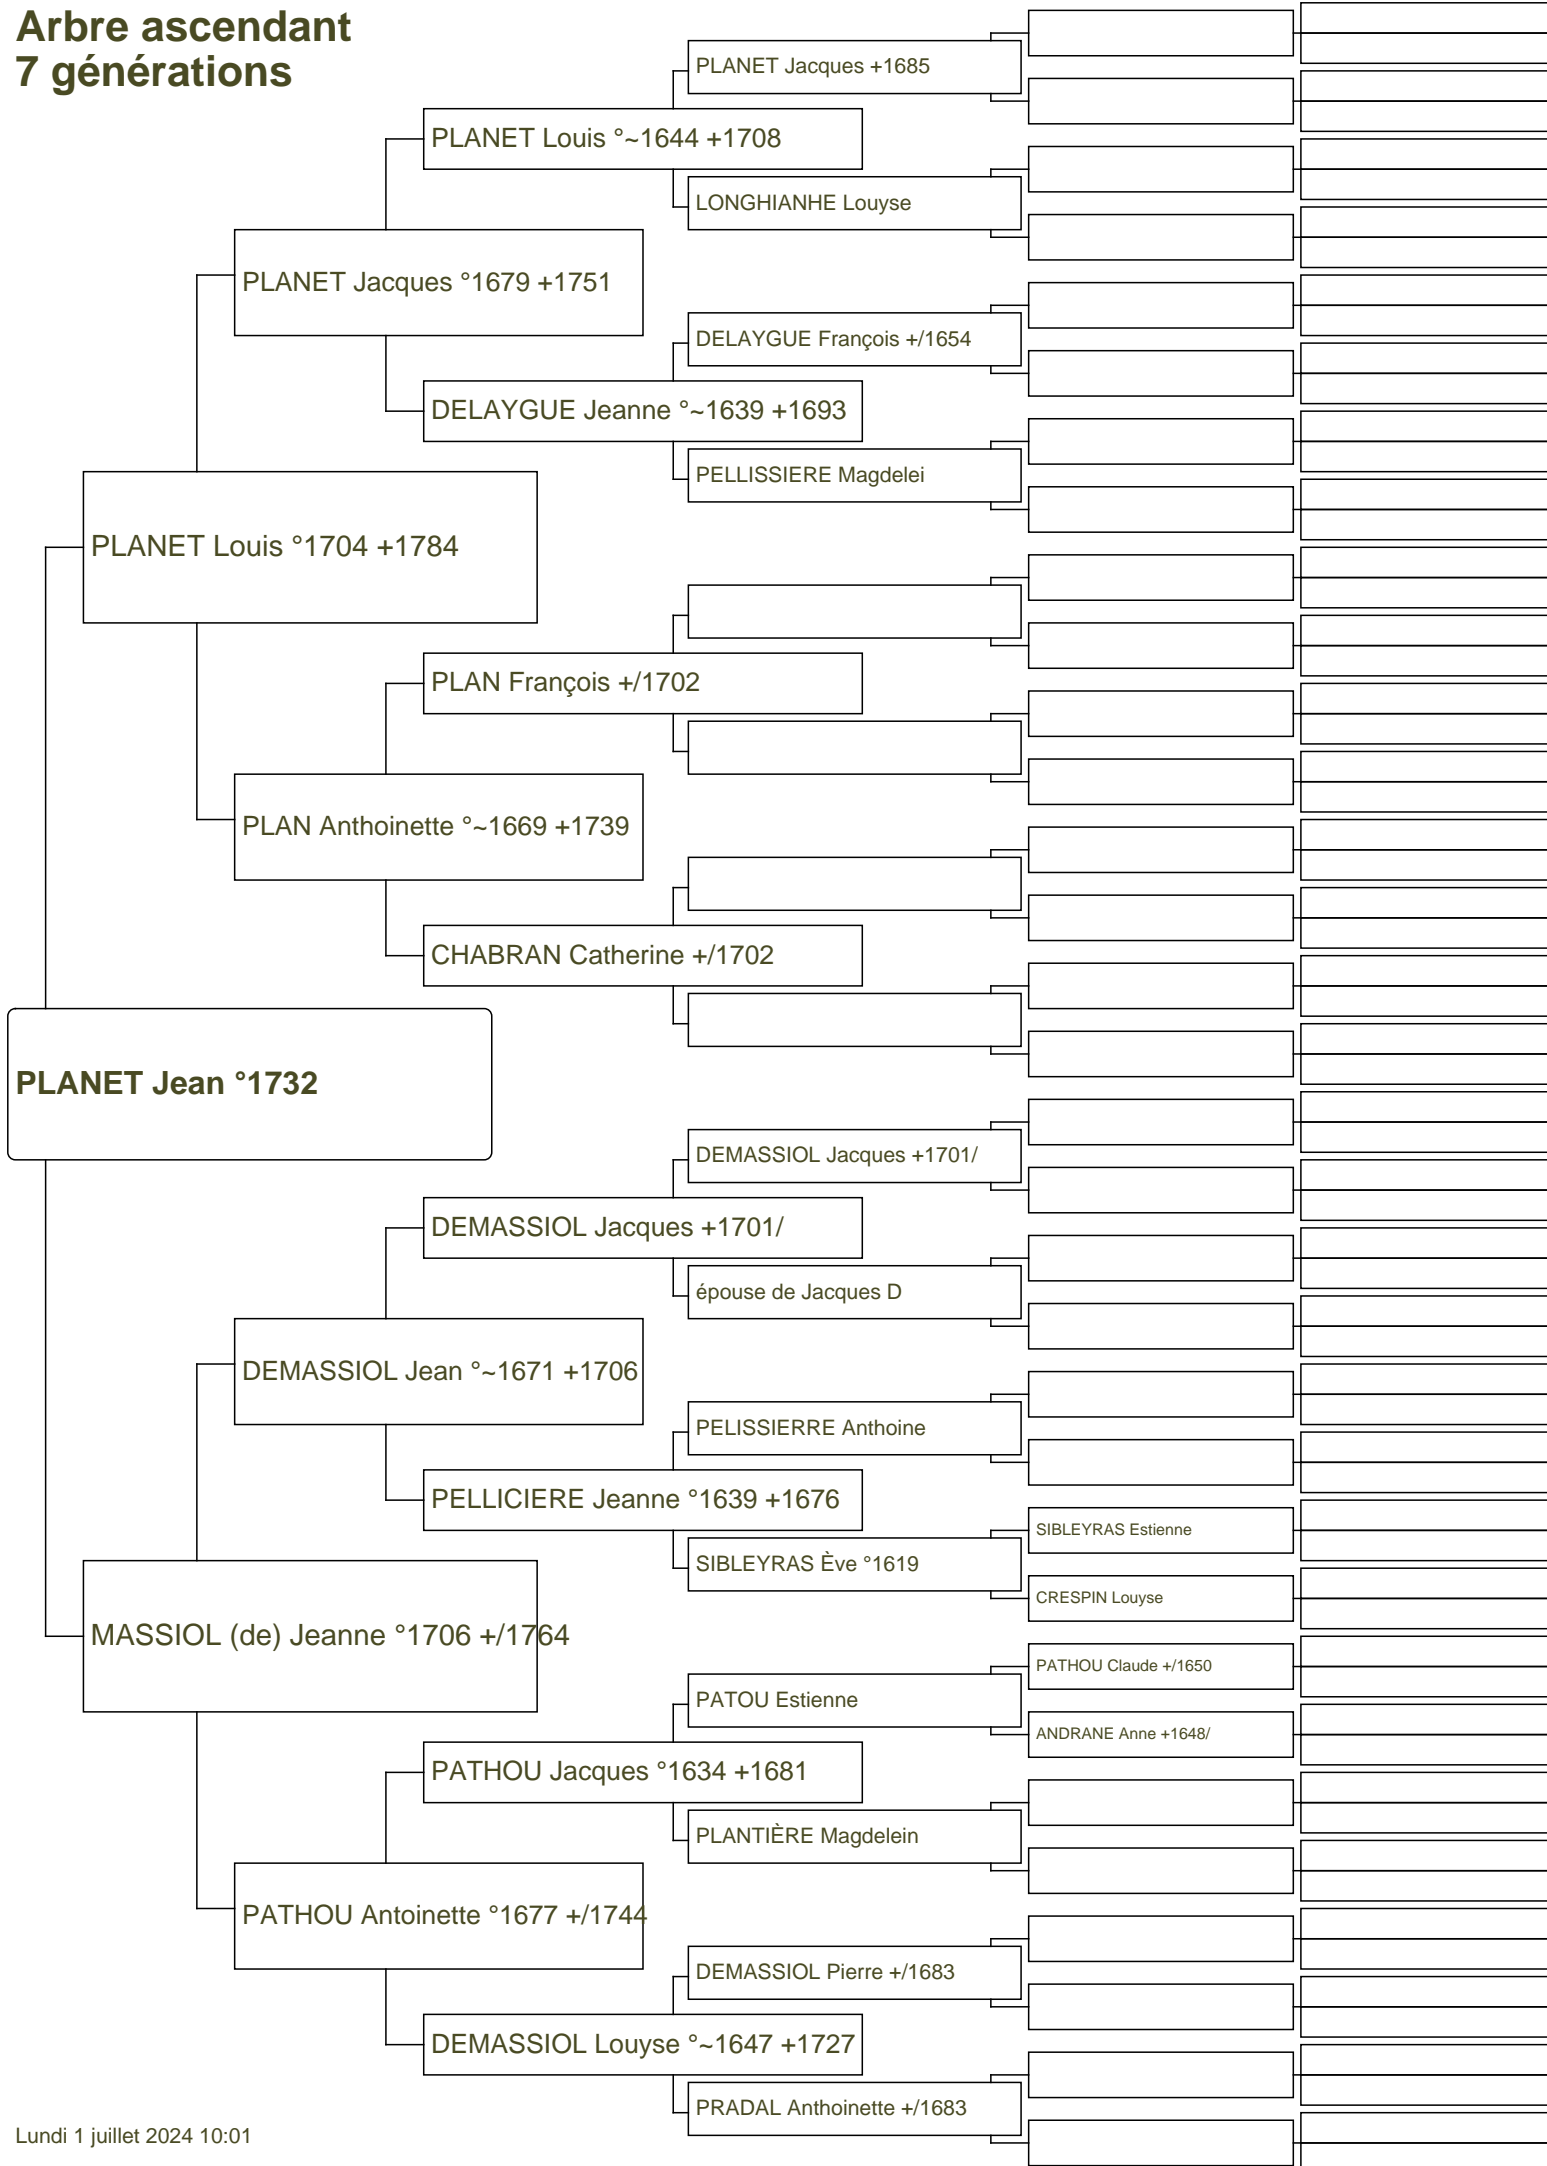 Arbre ascendant
7 générations
PLANET Jacques +1685
PLANET Louis °~1644 +1708
LONGHIANHE Louyse
PLANET Jacques °1679 +1751
DELAYGUE François +/1654
DELAYGUE Jeanne °~1639 +1693
PELLISSIERE Magdelei
PLANET Louis °1704 +1784
PLAN François +/1702
PLAN Anthoinette °~1669 +1739
CHABRAN Catherine +/1702
PLANET Jean °1732
DEMASSIOL Jacques +1701/
DEMASSIOL Jacques +1701/
épouse de Jacques D
DEMASSIOL Jean °~1671 +1706
PELISSIERRE Anthoine
PELLICIERE Jeanne °1639 +1676
SIBLEYRAS Estienne
SIBLEYRAS Ève °1619
CRESPIN Louyse
MASSIOL (de) Jeanne °1706 +/1764
PATHOU Claude +/1650
PATOU Estienne
ANDRANE Anne +1648/
PATHOU Jacques °1634 +1681
PLANTIÈRE Magdelein
PATHOU Antoinette °1677 +/1744
DEMASSIOL Pierre +/1683
DEMASSIOL Louyse °~1647 +1727
PRADAL Anthoinette +/1683
Lundi 1 juillet 2024 10:01